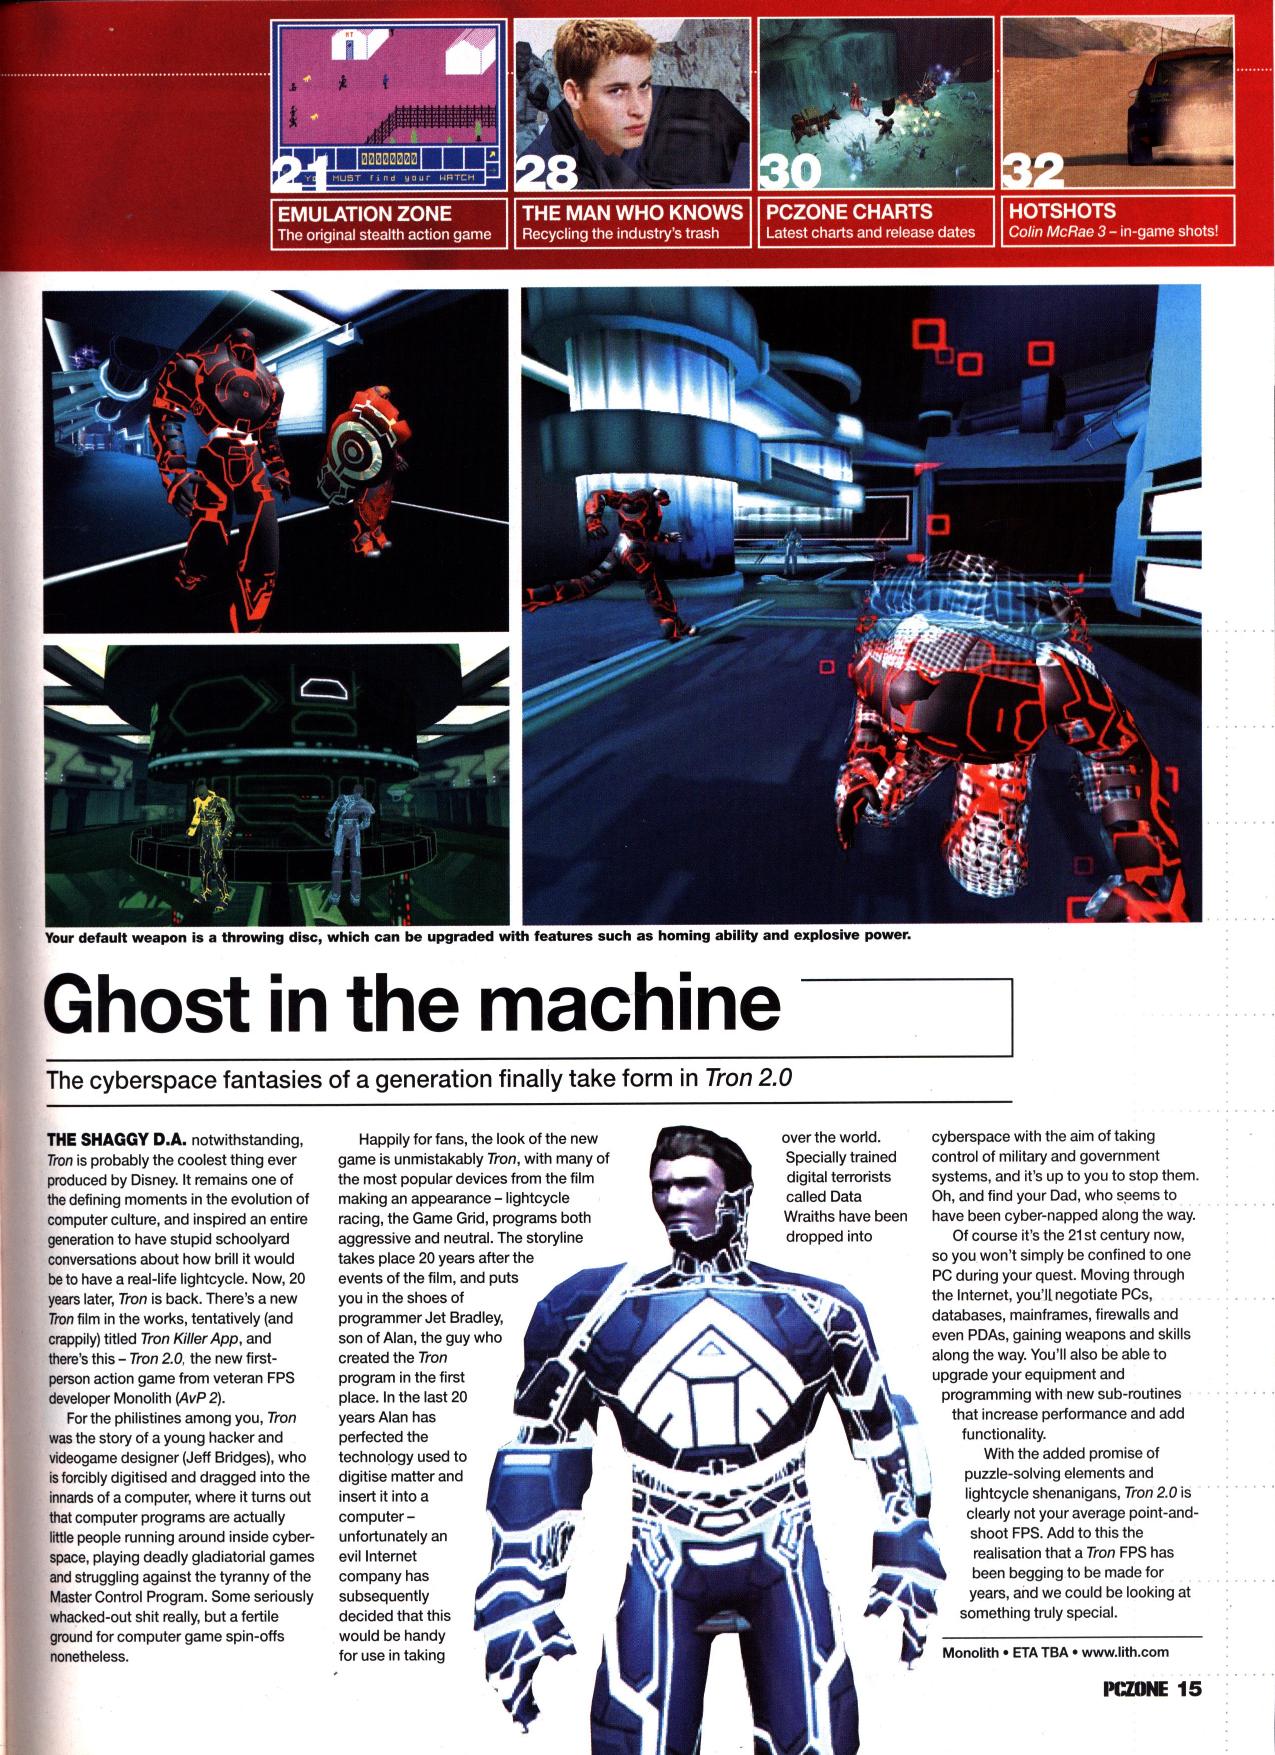 21
EMULATION ZONE
The original stealth action game
MUST find your WATCH
28
THE MAN WHO KNOWS
Recycling the industry's trash
30
PCZONE CHARTS
Latest charts and release dates
32
HOTSHOTS
Colin McRae 3 – in-game shots!
Your default weapon is a throwing disc, which can be upgraded with features such as homing ability and explosive power.
Ghost in the machine
The cyberspace fantasies of a generation finally take form in Tron 2.0
THE SHAGGY D.A. notwithstanding,
Tron is probably the coolest thing ever
produced by Disney. It remains one of
the defining moments in the evolution of
computer culture, and inspired an entire
generation to have stupid schoolyard
conversations about how brill it would
be to have a real-life lightcycle. Now, 20
years later, Tron is back. There's a new
Tron film in the works, tentatively (and
crappily) titled Tron Killer App, and
there's this – Tron 2.0, the new first-
person action game from veteran FPS
developer Monolith (AvP 2).
For the philistines among you, Tron
was the story of a young hacker and
videogame designer (Jeff Bridges), who
is forcibly digitised and dragged into the
innards of a computer, where it turns out
that computer programs are actually
little people running around inside cyber-
space, playing deadly gladiatorial games
and struggling against the tyranny of the
Master Control Program. Some seriously
whacked-out shit really, but a fertile
ground for computer game spin-offs
nonetheless.
Happily for fans, the look of the new
game is unmistakably Tron, with many of
the most popular devices from the film
making an appearance – lightcycle
racing, the Game Grid, programs both
aggressive and neutral. The storyline
takes place 20 years after the
events of the film, and puts
you in the shoes of
programmer Jet Bradley,
son of Alan, the guy who
created the Tron
program in the first
place. In the last 20
years Alan has
perfected the
technology used to
digitise matter and
insert it into a
computer –
unfortunately an
evil Internet
company has
subsequently
decided that this
would be handy
for use in taking
over the world.
Specially trained
digital terrorists
called Data
Wraiths have been
dropped into
cyberspace with the aim of taking
control of military and government
systems, and it's up to you to stop them.
Oh, and find your Dad, who seems to
have been cyber-napped along the way.
Of course it's the 21st century now,
so you won't simply be confined to one
PC during your quest. Moving through
the Internet, you'll negotiate PCs,
databases, mainframes, firewalls and
even PDAs, gaining weapons and skills
along the way. You'll also be able to
upgrade your equipment and
programming with new sub-routines
that increase performance and add
functionality.
With the added promise of
puzzle-solving elements and
lightcycle shenanigans, Tron 2.0 is
clearly not your average point-and-
shoot FPS. Add to this the
realisation that a Tron FPS has
been begging to be made for
years, and we could be looking at
something truly special.
Monolith • ETA TBA • www.lith.com
PCZONE 15